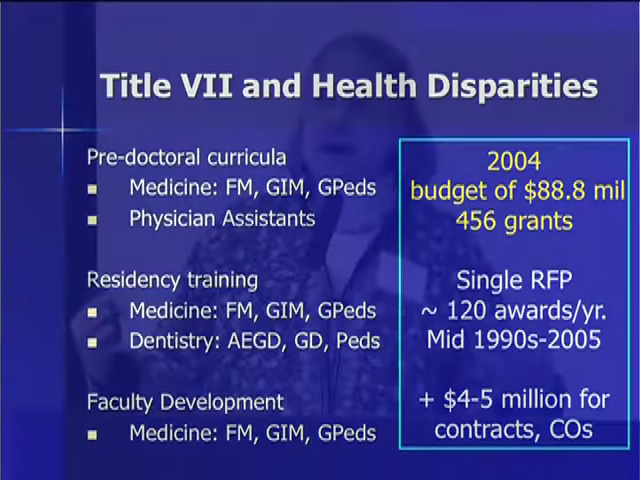 Title VII and Health Disparities
Pre-doctoral curricula
Medicine: FM, GIM, GPeds
Physician Assistants
Residency training
Medicine: FM, GIM, GPeds
Dentistry: AEGD, GD, Peds
Faculty Development
Medicine: FM, GIM, GPeds
2004
budget of $88.8 mil
456 grants
Single RFP
~ 120 awards/yr.
Mid 1990s-2005
+ $4-5 million for
contracts, COs